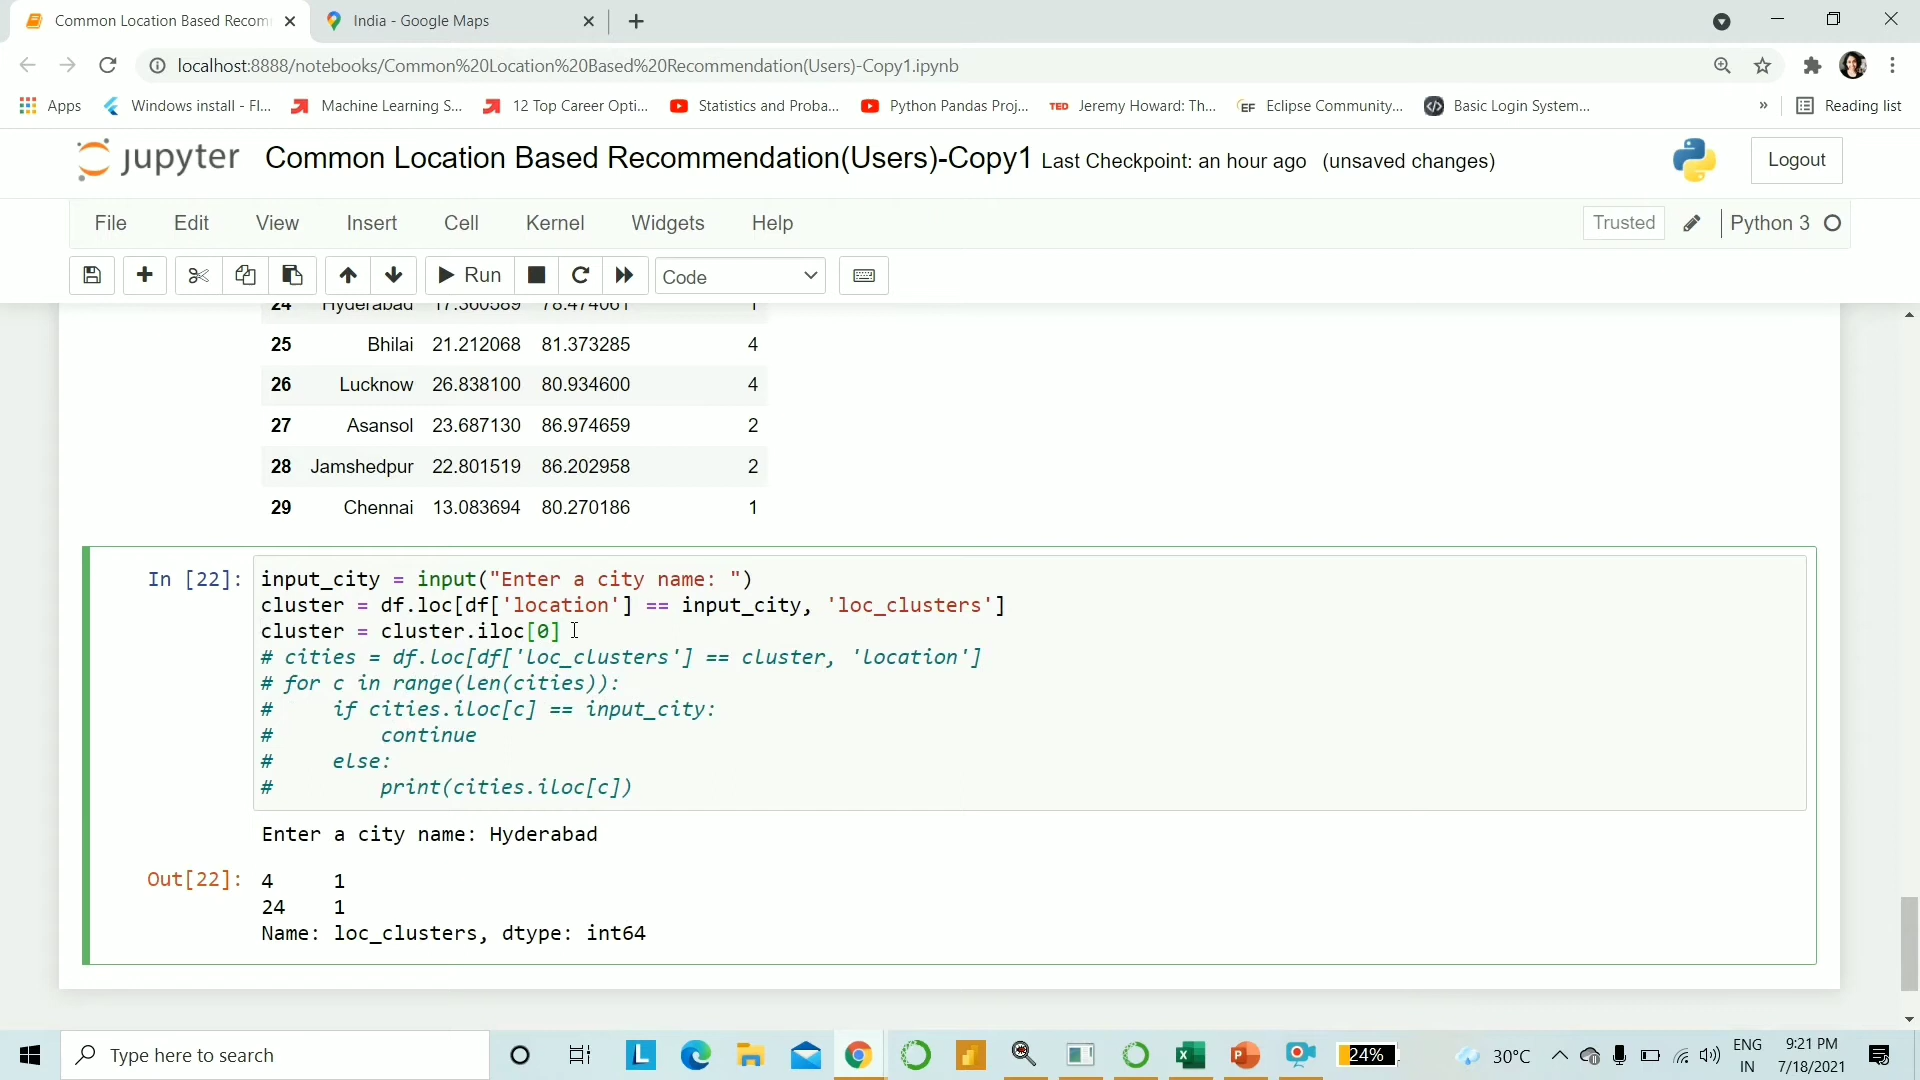 Common Location Based Recom
India - Google Maps
localhost:8888/notebooks/Common%20Location%20Based%20Recommendation(Users)-Copy1.ipynb
Apps
Windows install - Fl...
Machine Learning S...
12 Top Career Opti...
Statistics and Proba...
Python Pandas Proj...
TED Jeremy Howard: Th...
EF Eclipse Community...
Basic Login System...
» Reading list
jupyter Common Location Based Recommendation(Users)-Copy1 Last Checkpoint: an hour ago (unsaved changes)
Logout
File Edit View Insert Cell Kernel Widgets Help
Trusted
Python 3
Run
Code
24 Hyderabad 17.360589 78.474061 1
25 Bhilai 21.212068 81.373285 4
26 Lucknow 26.838100 80.934600 4
27 Asansol 23.687130 86.974659 2
28 Jamshedpur 22.801519 86.202958 2
29 Chennai 13.083694 80.270186 1
In [22]: input_city = input("Enter a city name: ")
cluster = df.loc[df['location'] == input_city, 'loc_clusters']
cluster = cluster.iloc[0]
# cities = df.loc[df['loc_clusters'] == cluster, 'location']
# for c in range(len(cities)):
#     if cities.iloc[c] == input_city:
#         continue
#     else:
#         print(cities.iloc[c])
Enter a city name: Hyderabad
Out[22]: 4     1
24    1
Name: loc_clusters, dtype: int64
Type here to search
24%
30°C
ENG
IN
9:21 PM
7/18/2021